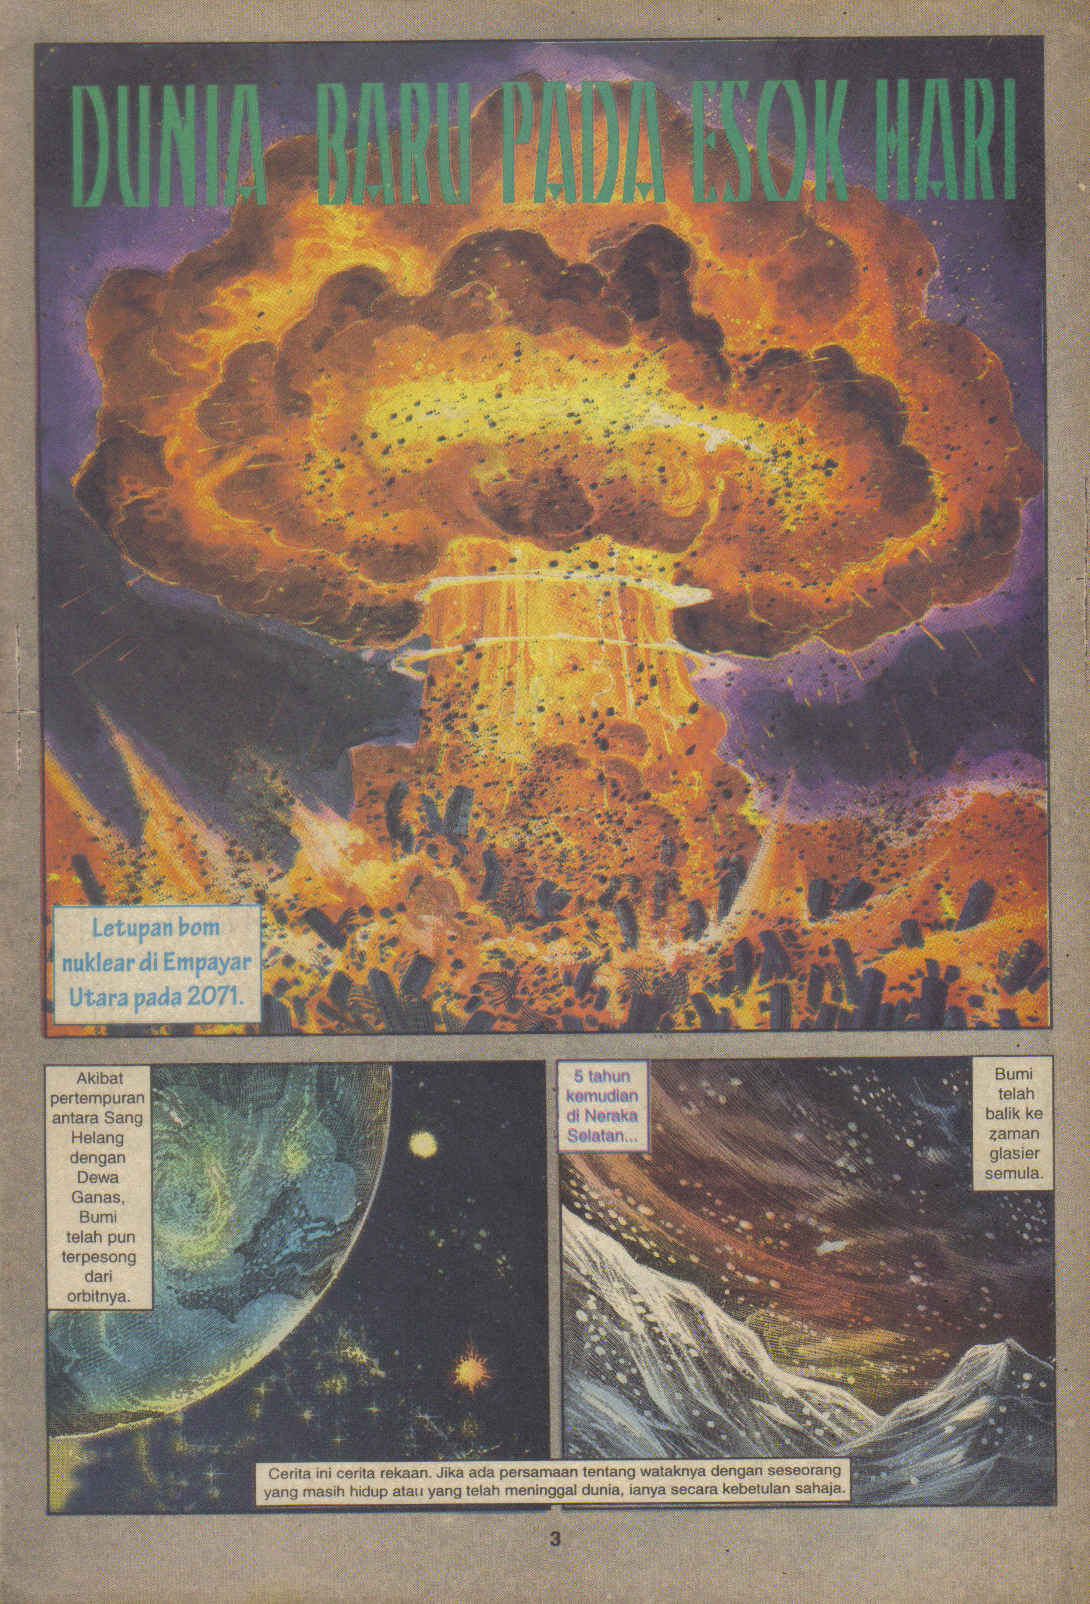 DUNIA BARU PADA ESOK HARI
Letupan bom
nuklear di Empayar
Utara pada 2071.
Akibat
pertempuran
antara Sang
Helang
dengan
Dewa
Ganas,
Bumi
telah pun
terpesong
dari
orbitnya.
5 tahun
kemudian
di Neraka
Selatan...
Bumi
telah
balik ke
zaman
glasier
semula.
Cerita ini cerita rekaan. Jika ada persamaan tentang wataknya dengan seseorang
yang masih hidup atau yang telah meninggal dunia, ianya secara kebetulan sahaja.
3